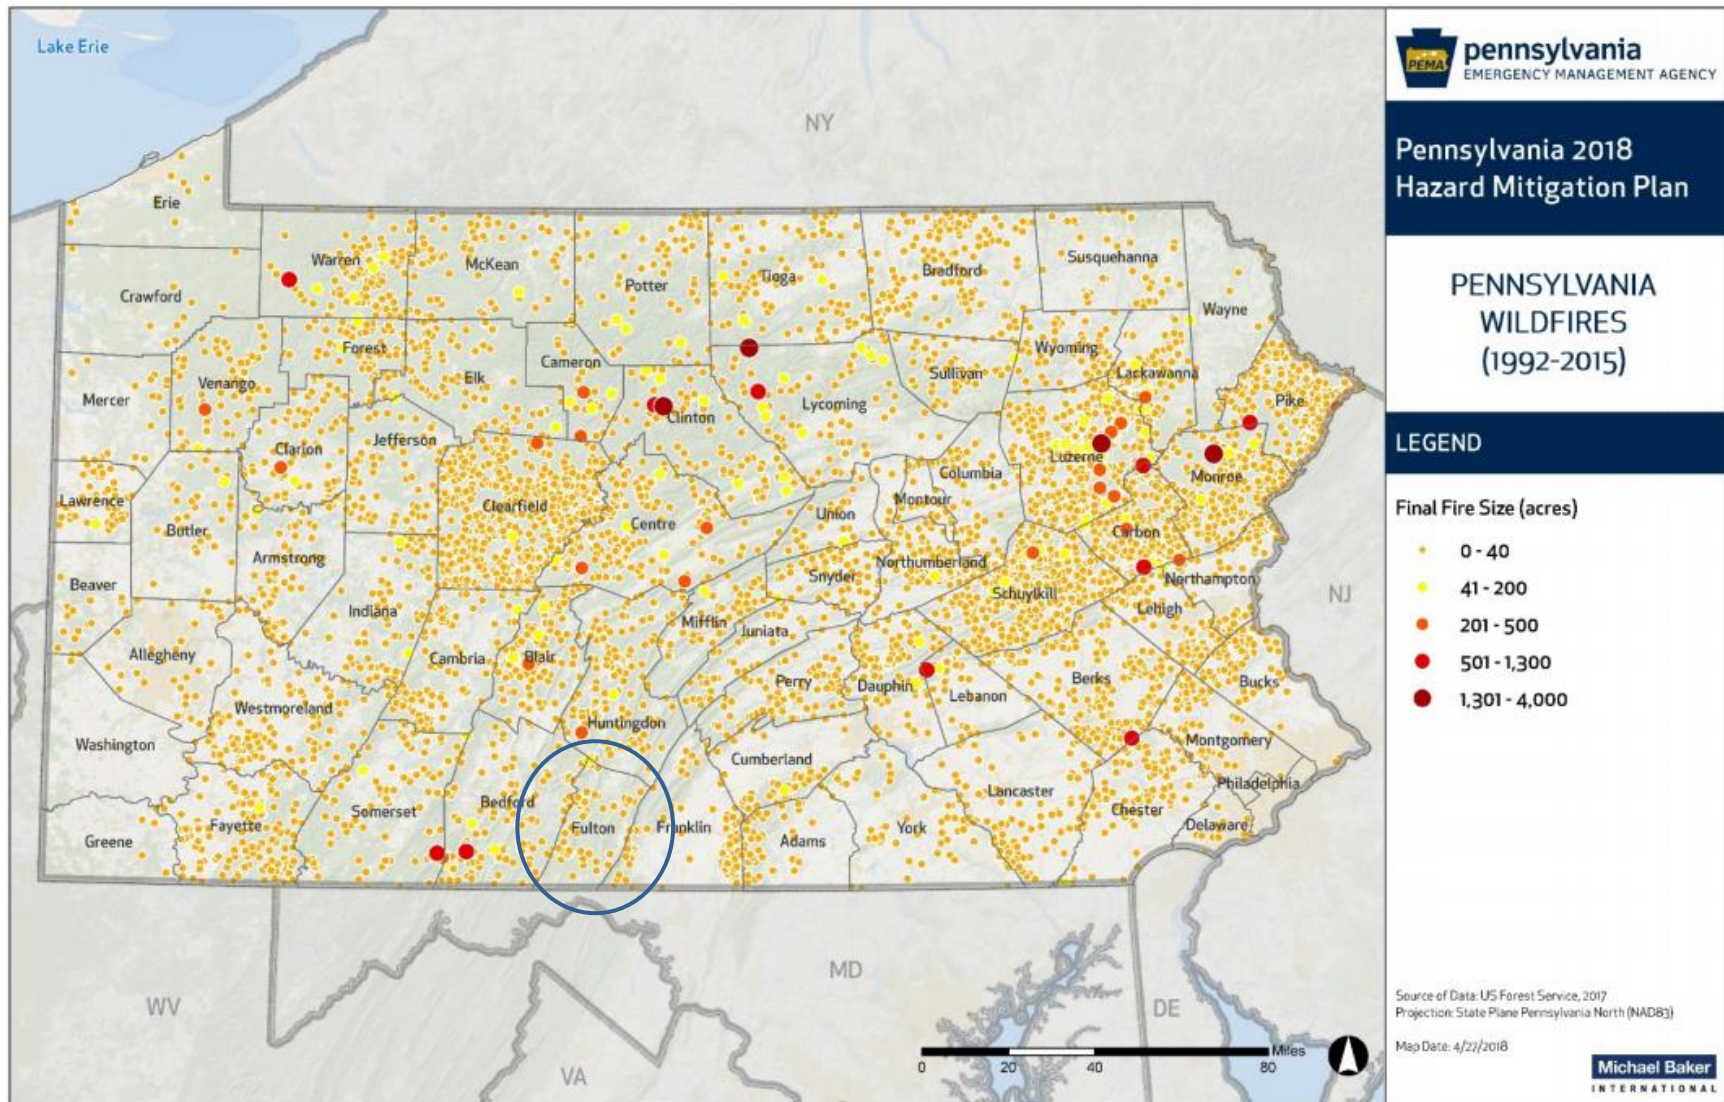 Lake Erie
NY
Erie
Crawford
Warren
McKean
Potter
Tioga
Bradford
Susquehanna
Wayne
Mercer
Venango
Forest
Elk
Cameron
Clinton
Lycoming
Sullivan
Wyoming
Lackawanna
Pike
Lawrence
Butler
Clarion
Jefferson
Clearfield
Centre
Union
Montour
Columbia
Luzerne
Monroe
Carbon
Beaver
Armstrong
Indiana
Snyder
Northumberland
Schuylkill
Northampton
Lehigh
NJ
Allegheny
Westmoreland
Cambria
Blair
Mifflin
Juniata
Perry
Dauphin
Lebanon
Berks
Bucks
Washington
Huntingdon
Cumberland
Montgomery
Philadelphia
Greene
Fayette
Somerset
Bedford
Fulton
Franklin
Adams
York
Lancaster
Chester
Delaware
WV
VA
MD
DE
Miles
0 20 40 80
PEMA
pennsylvania
EMERGENCY MANAGEMENT AGENCY
Pennsylvania 2018
Hazard Mitigation Plan
PENNSYLVANIA
WILDFIRES
(1992-2015)
LEGEND
Final Fire Size (acres)
0 - 40
41 - 200
201 - 500
501 - 1,300
1,301 - 4,000
Source of Data: US Forest Service, 2017
Projection: State Plane Pennsylvania North (NAD83)
Map Date: 4/27/2018
Michael Baker
INTERNATIONAL